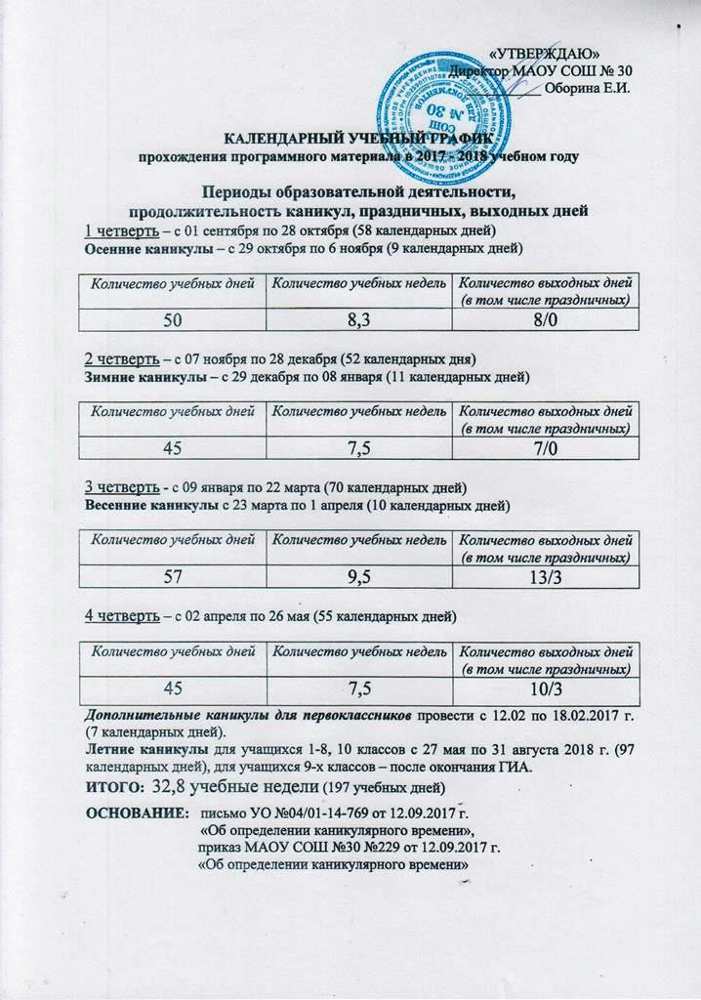 «УТВЕРЖДАЮ»
Директор МАОУ СОШ № 30
Оборина Е.И.
ДЛЯ ДОКУМЕНТОВ
№ 30
СОШ
КАЛЕНДАРНЫЙ УЧЕБНЫЙ ГРАФИК
прохождения программного материала в 2017 - 2018 учебном году
Периоды образовательной деятельности,
продолжительность каникул, праздничных, выходных дней
1 четверть – с 01 сентября по 28 октября (58 календарных дней)
Осенние каникулы – с 29 октября по 6 ноября (9 календарных дней)
Количество учебных дней Количество учебных недель Количество выходных дней
(в том числе праздничных)
50 8,3 8/0
2 четверть – с 07 ноября по 28 декабря (52 календарных дня)
Зимние каникулы – с 29 декабря по 08 января (11 календарных дней)
Количество учебных дней Количество учебных недель Количество выходных дней
(в том числе праздничных)
45 7,5 7/0
3 четверть - с 09 января по 22 марта (70 календарных дней)
Весенние каникулы с 23 марта по 1 апреля (10 календарных дней)
Количество учебных дней Количество учебных недель Количество выходных дней
(в том числе праздничных)
57 9,5 13/3
4 четверть – с 02 апреля по 26 мая (55 календарных дней)
Количество учебных дней Количество учебных недель Количество выходных дней
(в том числе праздничных)
45 7,5 10/3
Дополнительные каникулы для первоклассников провести с 12.02 по 18.02.2017 г.
(7 календарных дней).
Летние каникулы для учащихся 1-8, 10 классов с 27 мая по 31 августа 2018 г. (97
календарных дней), для учащихся 9-х классов – после окончания ГИА.
ИТОГО: 32,8 учебные недели (197 учебных дней)
ОСНОВАНИЕ: письмо УО №04/01-14-769 от 12.09.2017 г.
«Об определении каникулярного времени»,
приказ МАОУ СОШ №30 №229 от 12.09.2017 г.
«Об определении каникулярного времени»